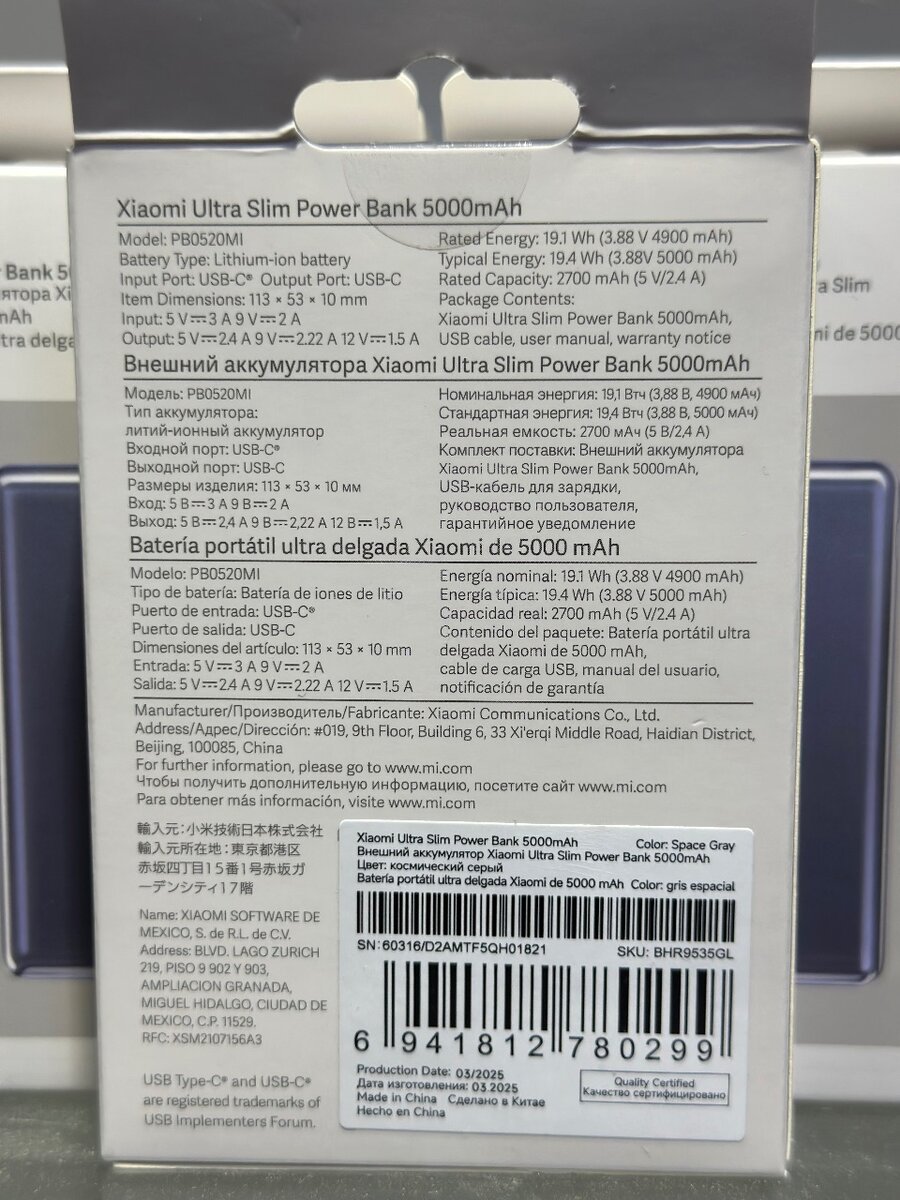 Xiaomi Ultra Slim Power Bank 5000mAh
Model: PB0520MI
Battery Type: Lithium-ion battery
Input Port: USB-C® Output Port: USB-C
Item Dimensions: 113 × 53 × 10 mm
Input: 5 V⎓3 A 9 V⎓2 A
Output: 5 V⎓2.4 A 9 V⎓2.22 A 12 V⎓1.5 A
Rated Energy: 19.1 Wh (3.88 V 4900 mAh)
Typical Energy: 19.4 Wh (3.88V 5000 mAh)
Rated Capacity: 2700 mAh (5 V/2.4 A)
Package Contents:
Xiaomi Ultra Slim Power Bank 5000mAh,
USB cable, user manual, warranty notice
Внешний аккумулятора Xiaomi Ultra Slim Power Bank 5000mAh
Модель: PB0520MI
Тип аккумулятора:
литий-ионный аккумулятор
Входной порт: USB-C®
Выходной порт: USB-C
Размеры изделия: 113 × 53 × 10 мм
Вход: 5 В⎓3 А 9 В⎓2 А
Выход: 5 В⎓2,4 А 9 В⎓2,22 А 12 В⎓1,5 А
Номинальная энергия: 19,1 Втч (3,88 В, 4900 мАч)
Стандартная энергия: 19,4 Втч (3,88 В, 5000 мАч)
Реальная емкость: 2700 мАч (5 В/2,4 А)
Комплект поставки: Внешний аккумулятора
Xiaomi Ultra Slim Power Bank 5000mAh,
USB-кабель для зарядки,
руководство пользователя,
гарантийное уведомление
Batería portátil ultra delgada Xiaomi de 5000 mAh
Modelo: PB0520MI
Tipo de batería: Batería de iones de litio
Puerto de entrada: USB-C®
Puerto de salida: USB-C
Dimensiones del artículo: 113 × 53 × 10 mm
Entrada: 5 V⎓3 A 9 V⎓2 A
Salida: 5 V⎓2.4 A 9 V⎓2.22 A 12 V⎓1.5 A
Energía nominal: 19.1 Wh (3.88 V 4900 mAh)
Energía típica: 19.4 Wh (3.88 V 5000 mAh)
Capacidad real: 2700 mAh (5 V/2.4 A)
Contenido del paquete: Batería portátil ultra
delgada Xiaomi de 5000 mAh,
cable de carga USB, manual del usuario,
notificación de garantía
Manufacturer/Производитель/Fabricante: Xiaomi Communications Co., Ltd.
Address/Адрес/Dirección: #019, 9th Floor, Building 6, 33 Xi'erqi Middle Road, Haidian District,
Beijing, 100085, China
For further information, please go to www.mi.com
Чтобы получить дополнительную информацию, посетите сайт www.mi.com
Para obtener más información, visite www.mi.com
輸入元:小米技術日本株式会社
輸入元所在地:東京都港区
赤坂四丁目15番1号赤坂ガ
ーデンシティ17階
Name: XIAOMI SOFTWARE DE
MEXICO, S. de R.L. de C.V.
Address: BLVD. LAGO ZURICH
219, PISO 9 902 Y 903,
AMPLIACION GRANADA,
MIGUEL HIDALGO, CIUDAD DE
MEXICO, C.P. 11529.
RFC: XSM2107156A3
USB Type-C® and USB-C®
are registered trademarks of
USB Implementers Forum.
Xiaomi Ultra Slim Power Bank 5000mAh Color: Space Gray
Внешний аккумулятор Xiaomi Ultra Slim Power Bank 5000mAh
Цвет: космический серый
Batería portátil ultra delgada Xiaomi de 5000 mAh Color: gris espacial
SN:60316/D2AMTF5QH01821 SKU: BHR9535GL
6 941812 780299
Production Date: 03/2025
Дата изготовления: 03.2025
Made in China Сделано в Китае
Hecho en China
Quality Certified
Качество сертифицировано
Bank 5
ятора Xi
mAh
tra delga
a Slim
mi de 5000